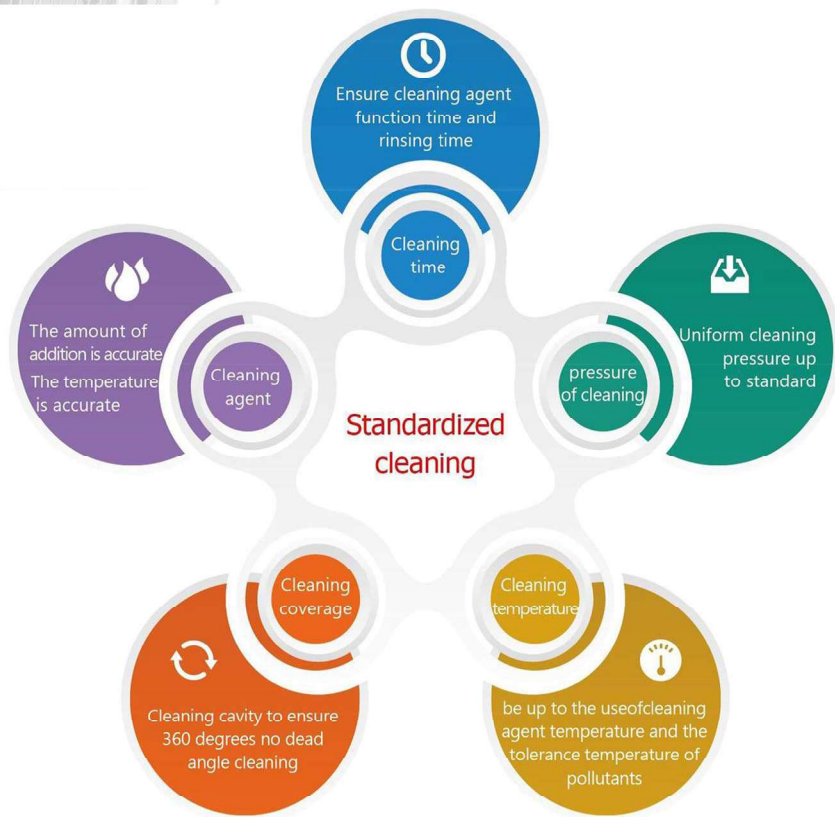 Ensure cleaning agent
function time and
rinsing time
Cleaning
time
Uniform cleaning
pressure up
to standard
pressure
of cleaning
be up to the useofcleaning
agent temperature and the
tolerance temperature of
pollutants
Cleaning
temperature
Cleaning cavity to ensure
360 degrees no dead
angle cleaning
Cleaning
coverage
The amount of
addition is accurate
The temperature
is accurate
Cleaning
agent
Standardized
cleaning